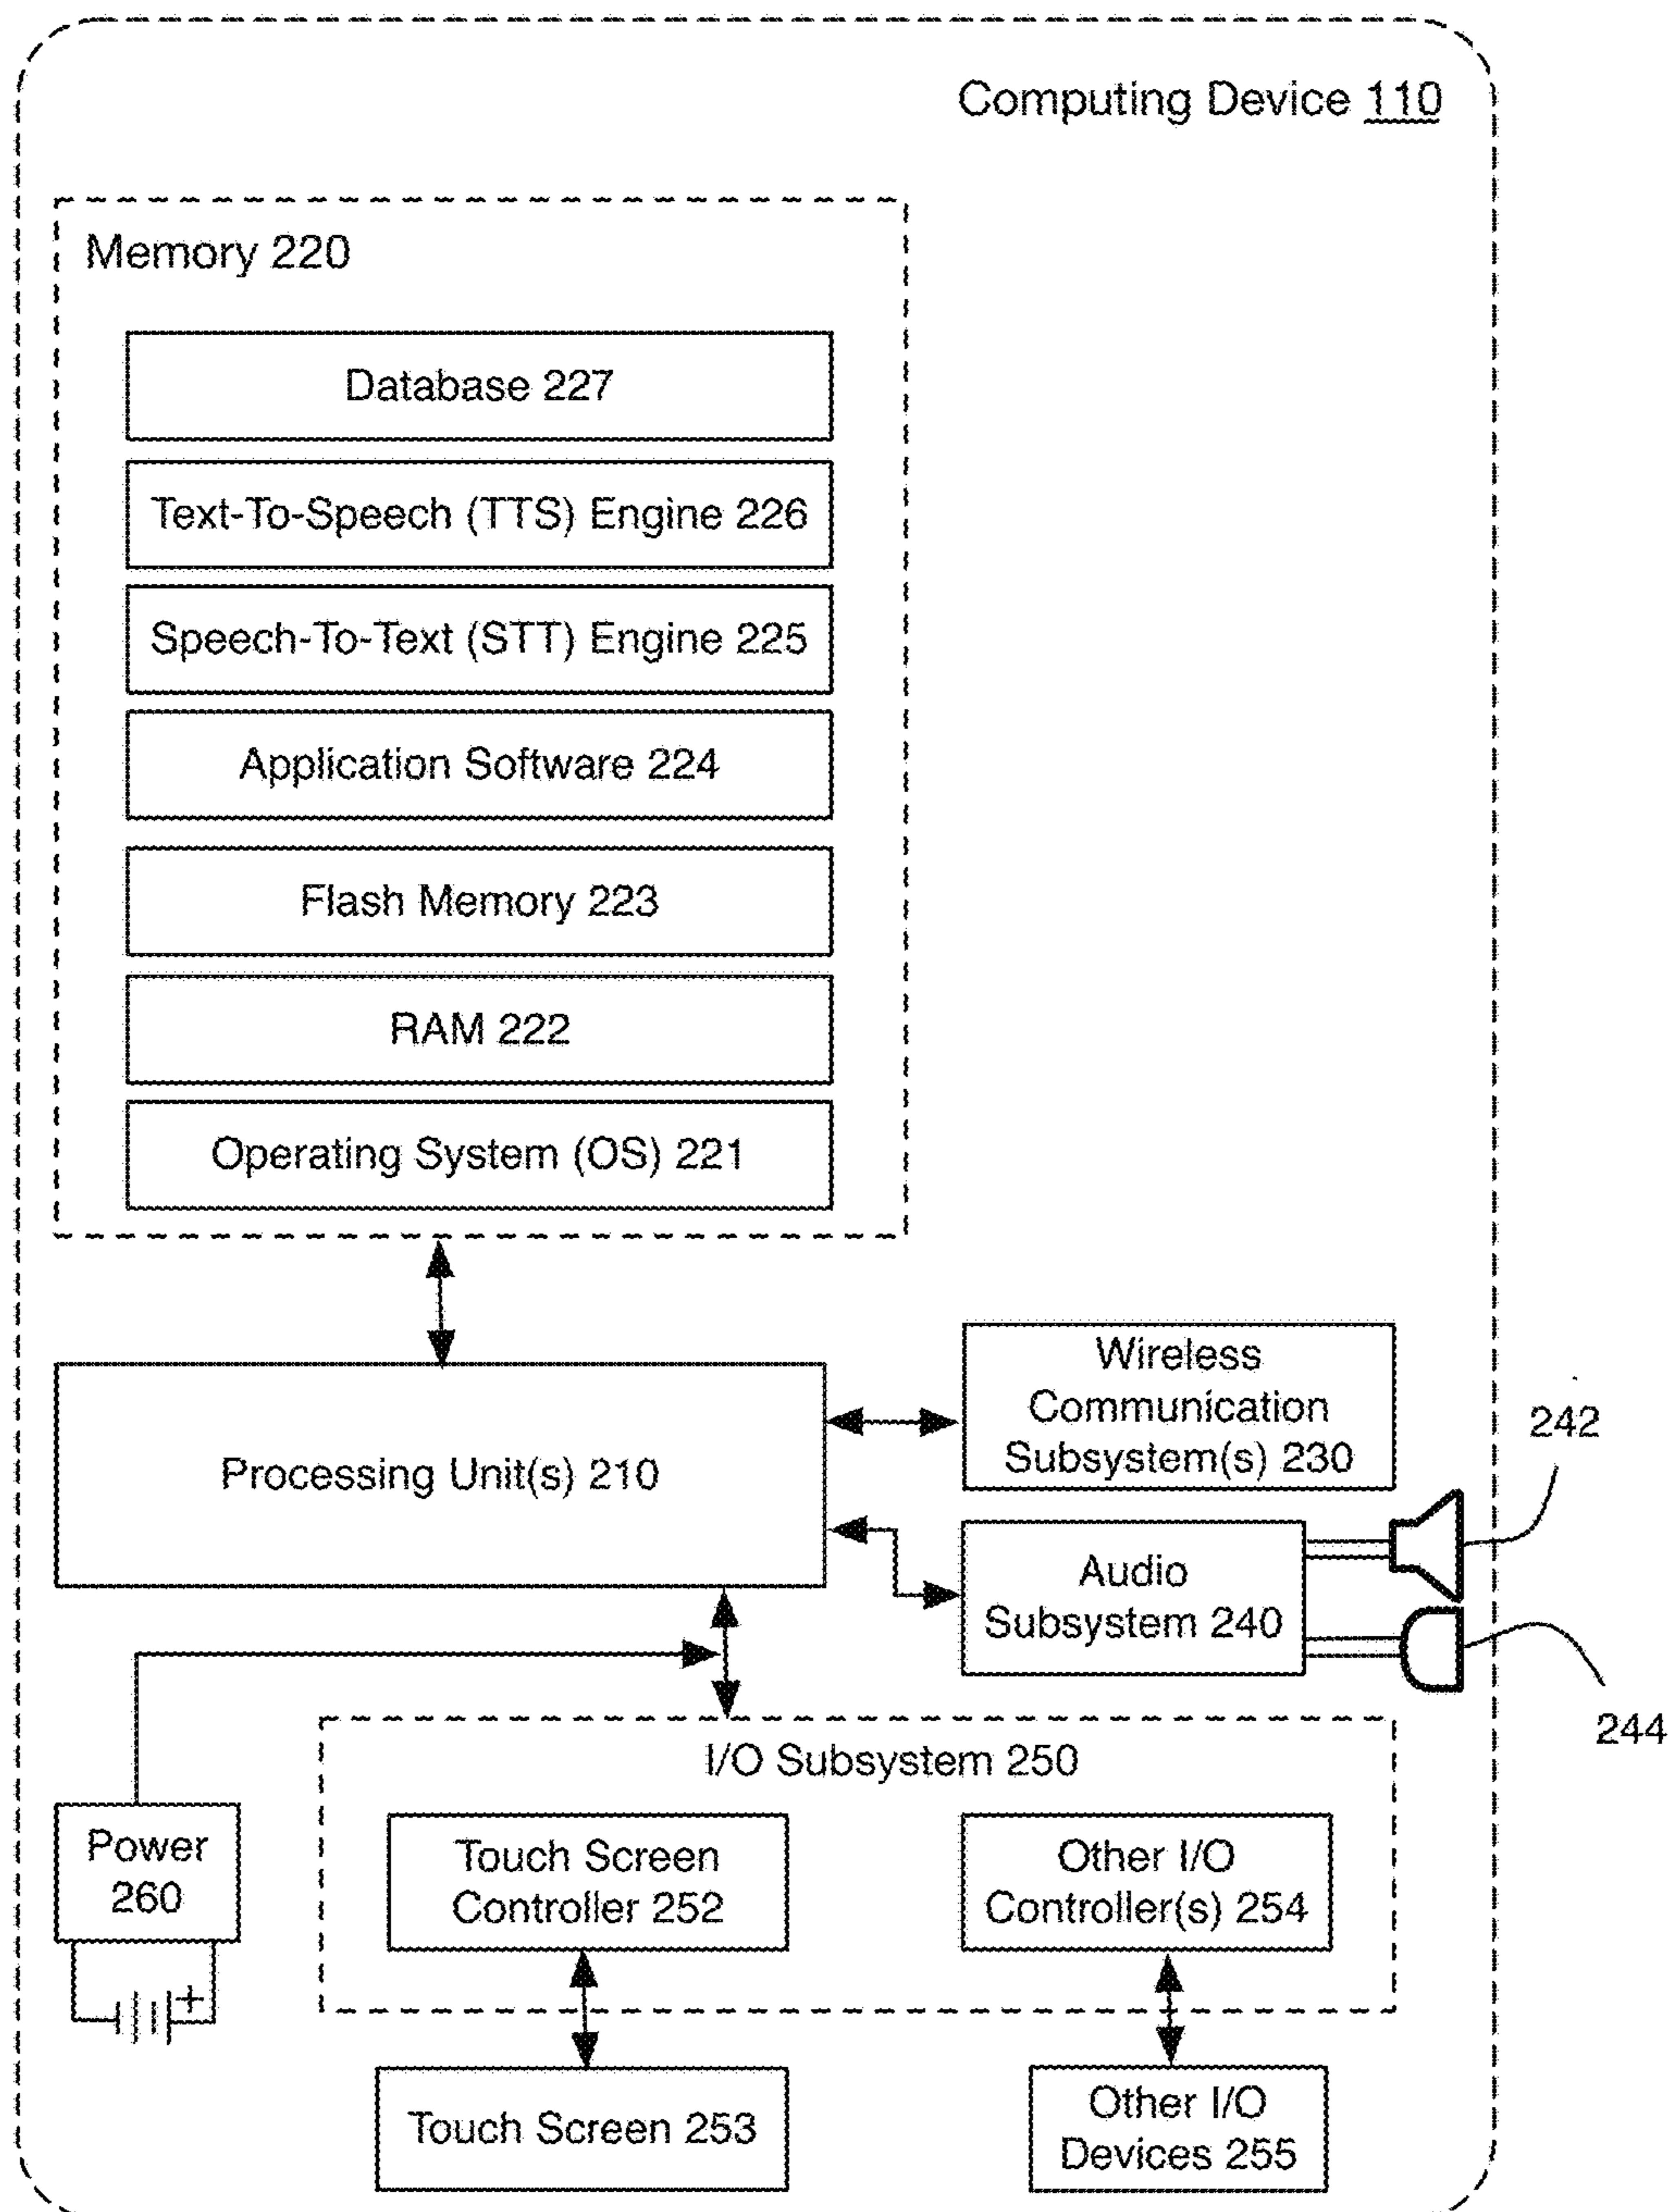 Computing Device 110
Memory 220
Database 227
Text-To-Speech (TTS) Engine 226
Speech-To-Text (STT) Engine 225
Application Software 224
Flash Memory 223
RAM 222
Operating System (OS) 221
Processing Unit(s) 210
Wireless
Communication
Subsystem(s) 230
242
Audio
Subsystem 240
244
I/O Subsystem 250
Power
260
Touch Screen
Controller 252
Other I/O
Controller(s) 254
+
Touch Screen 253
Other I/O
Devices 255